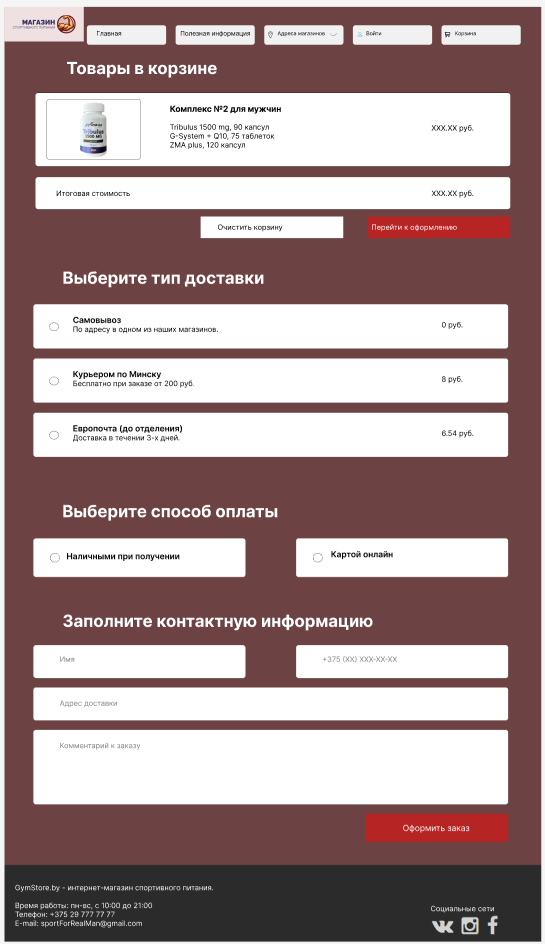 МАГАЗИН
СПОРТИВНОГО ПИТАНИЯ
Главная
Полезная информация
Адреса магазинов
Войти
Корзина
Товары в корзине
Комплекс №2 для мужчин
Tribulus 1500 mg, 90 капсул
G-System + Q10, 75 таблеток
ZMA plus, 120 капсул
XXX.XX руб.
Tribulus
1500 MG
Итоговая стоимость
XXX.XX руб.
Очистить корзину
Перейти к оформлению
Выберите тип доставки
Самовывоз
По адресу в одном из наших магазинов.
0 руб.
Курьером по Минску
Бесплатно при заказе от 200 руб.
8 руб.
Европочта (до отделения)
Доставка в течении 3-х дней.
6.54 руб.
Выберите способ оплаты
Наличными при получении
Картой онлайн
Заполните контактную информацию
Имя
+375 (XX) XXX-XX-XX
Адрес доставки
Комментарий к заказу
Оформить заказ
GymStore.by - интернет-магазин спортивного питания.
Время работы: пн-вс, с 10:00 до 21:00
Телефон: +375 29 777 77 77
E-mail: sportForRealMan@gmail.com
Социальные сети